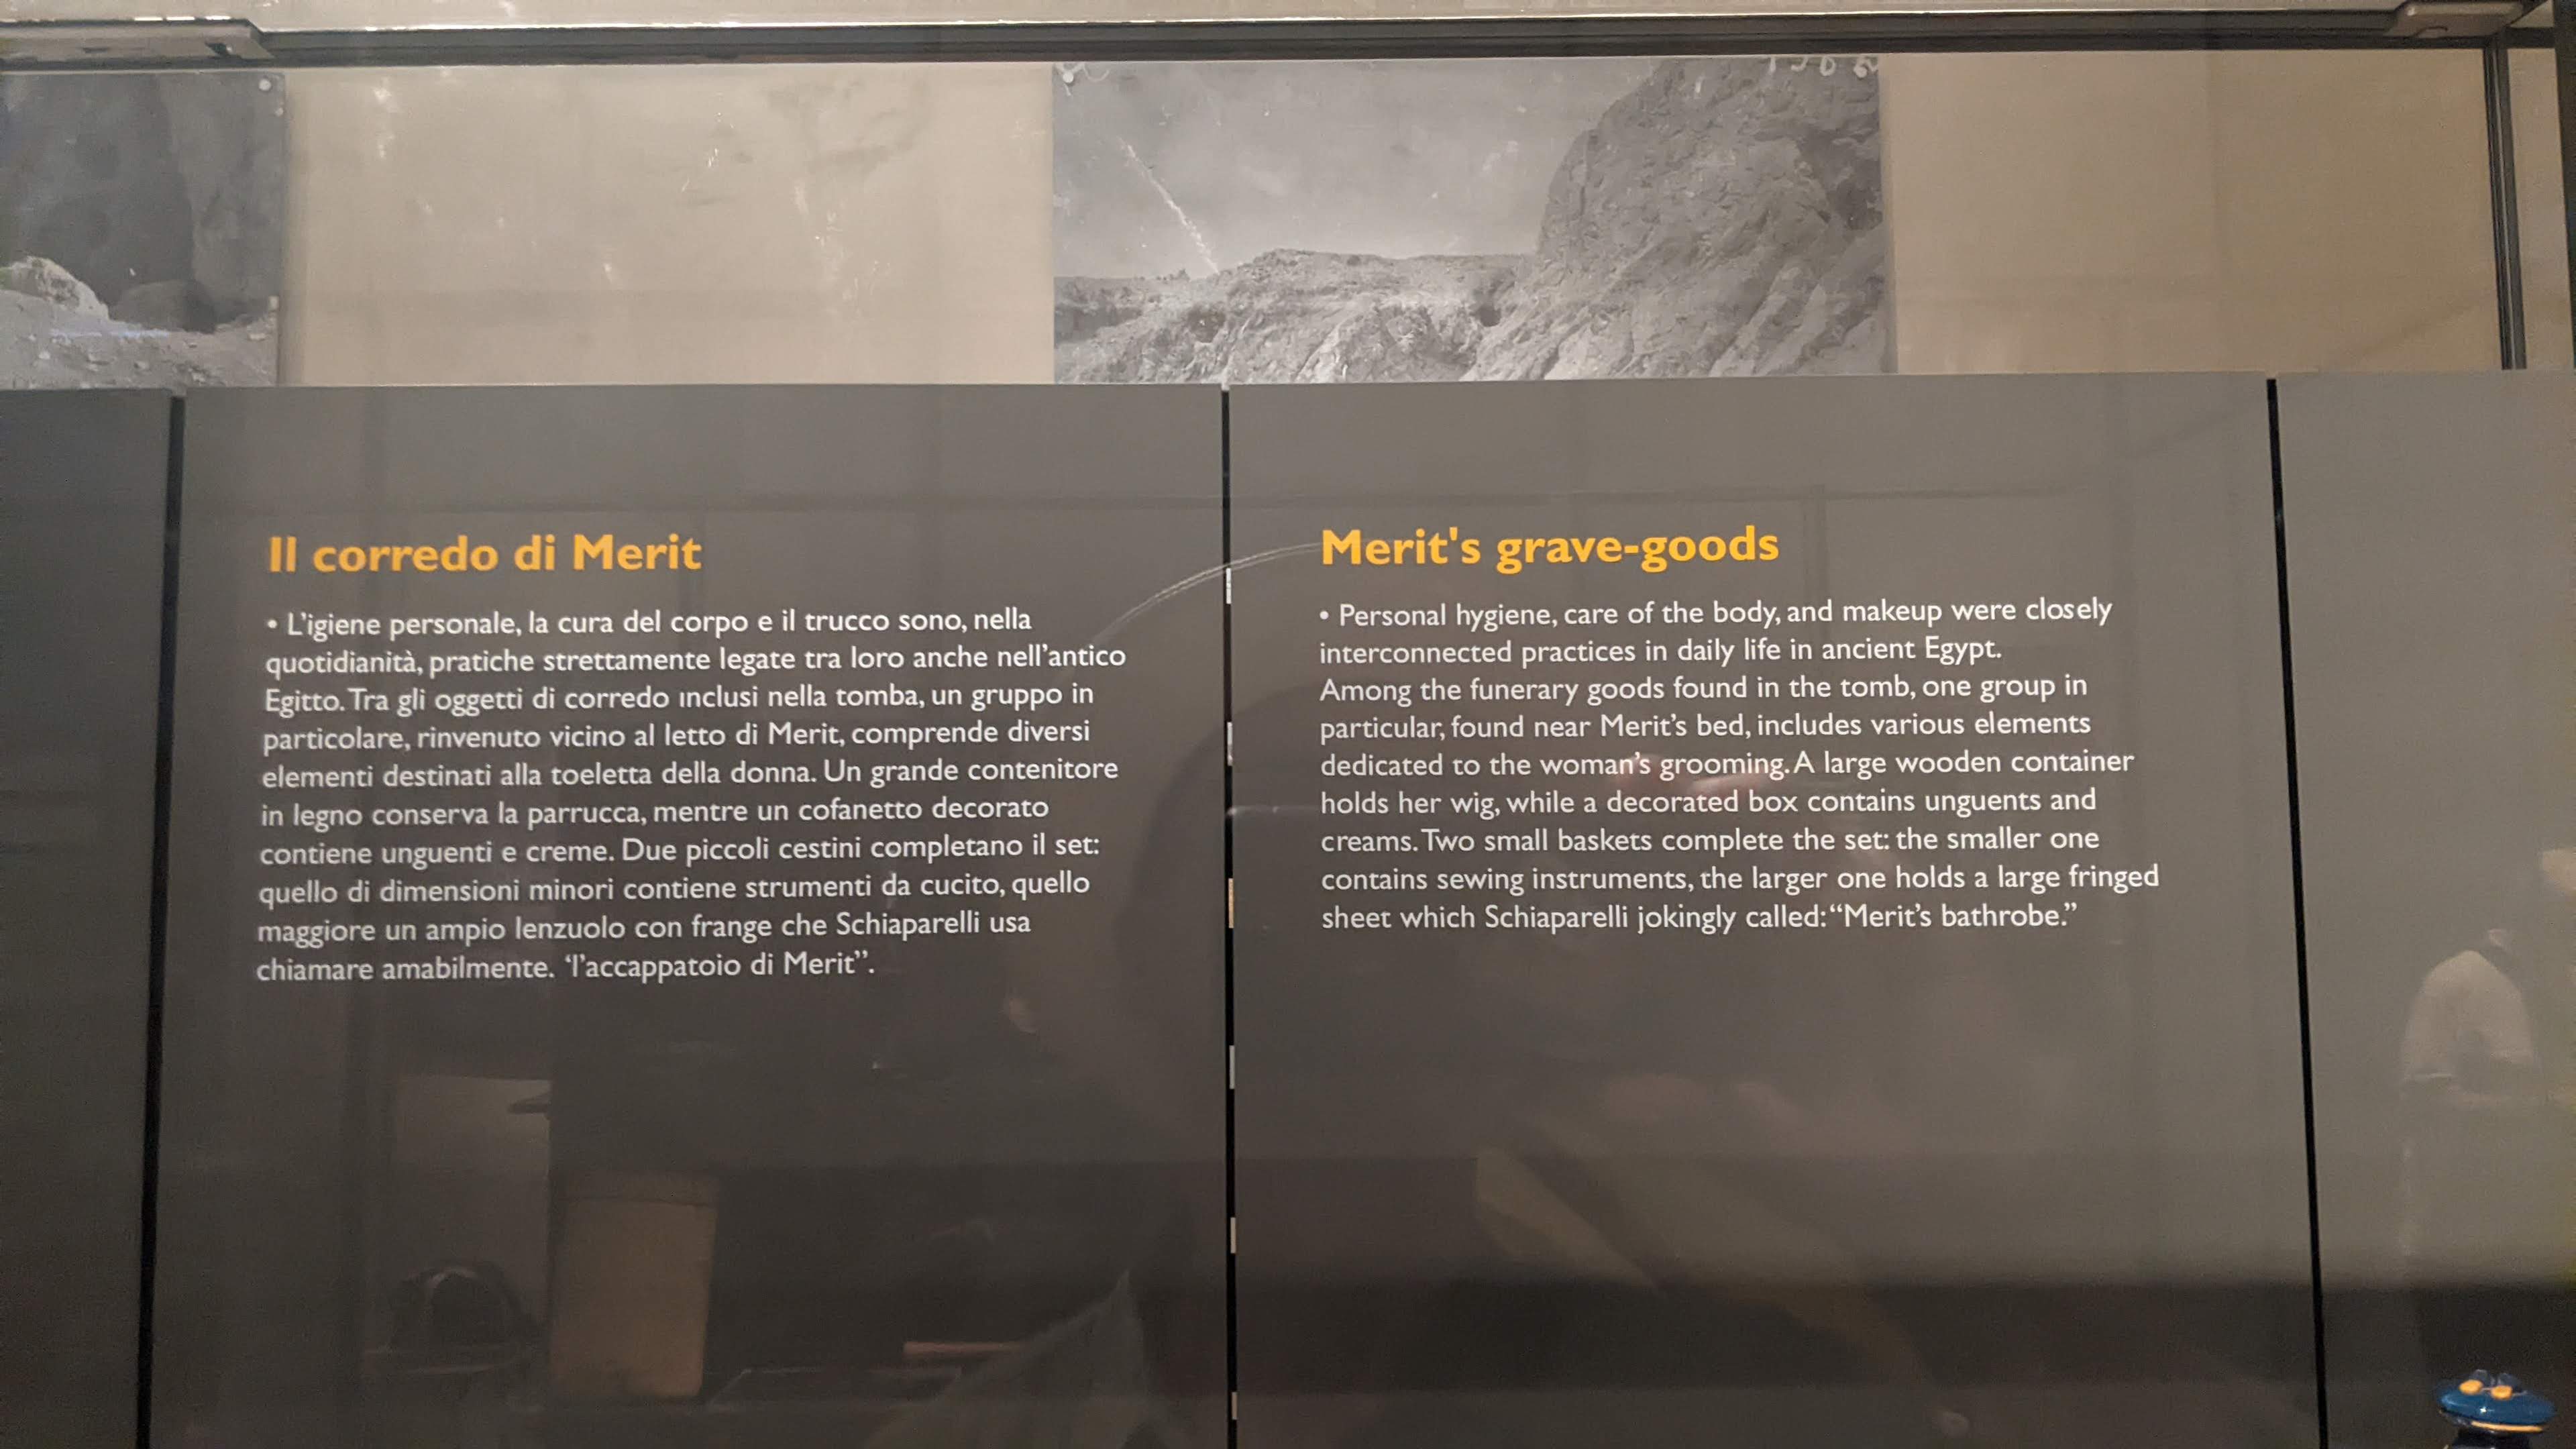 Il corredo di Merit
• L'igiene personale, la cura del corpo e il trucco sono, nella
quotidianità, pratiche strettamente legate tra loro anche nell'antico
Egitto. Tra gli oggetti di corredo inclusi nella tomba, un gruppo in
particolare, rinvenuto vicino al letto di Merit, comprende diversi
elementi destinati alla toeletta della donna. Un grande contenitore
in legno conserva la parrucca, mentre un cofanetto decorato
contiene unguenti e creme. Due piccoli cestini completano il set:
quello di dimensioni minori contiene strumenti da cucito, quello
maggiore un ampio lenzuolo con frange che Schiaparelli usa
chiamare amabilmente. ‘l’accappatoio di Merit”.
Merit's grave-goods
• Personal hygiene, care of the body, and makeup were closely
interconnected practices in daily life in ancient Egypt.
Among the funerary goods found in the tomb, one group in
particular, found near Merit’s bed, includes various elements
dedicated to the woman’s grooming. A large wooden container
holds her wig, while a decorated box contains unguents and
creams. Two small baskets complete the set: the smaller one
contains sewing instruments, the larger one holds a large fringed
sheet which Schiaparelli jokingly called: “Merit’s bathrobe.”